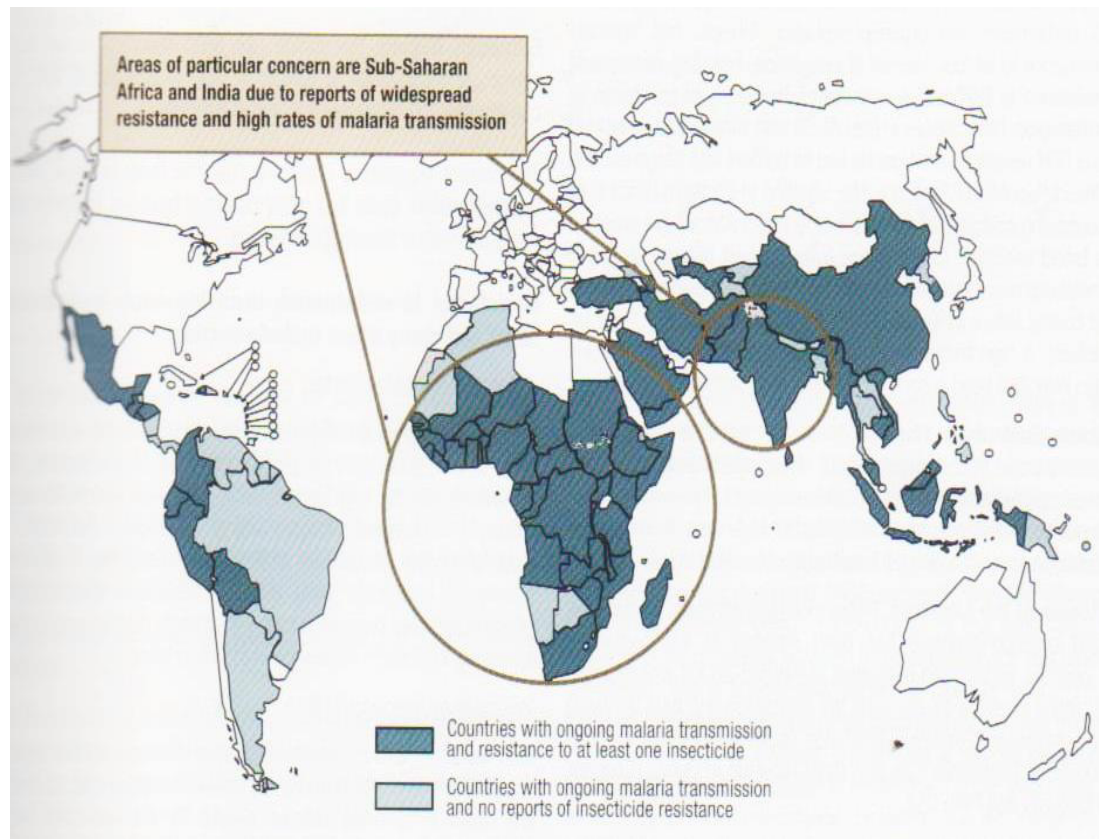 Areas of particular concern are Sub-Saharan
Africa and India due to reports of widespread
resistance and high rates of malaria transmission
Countries with ongoing malaria transmission
and resistance to at least one insecticide
Countries with ongoing malaria transmission
and no reports of insecticide resistance